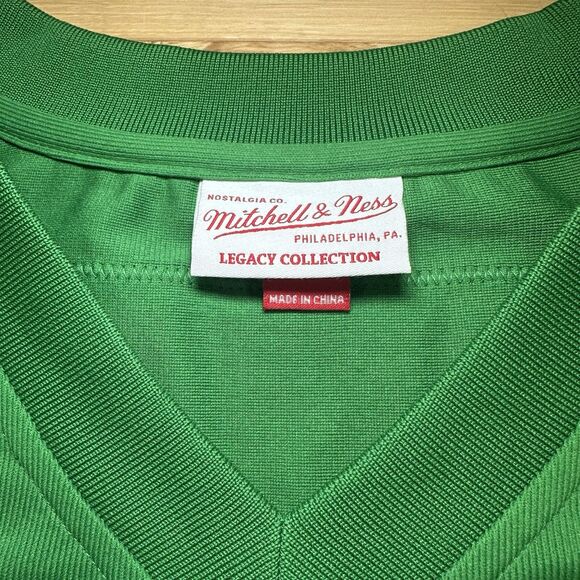 NOSTALGIA CO.
Mitchell & Ness
PHILADELPHIA, PA.
LEGACY COLLECTION
MADE IN CHINA